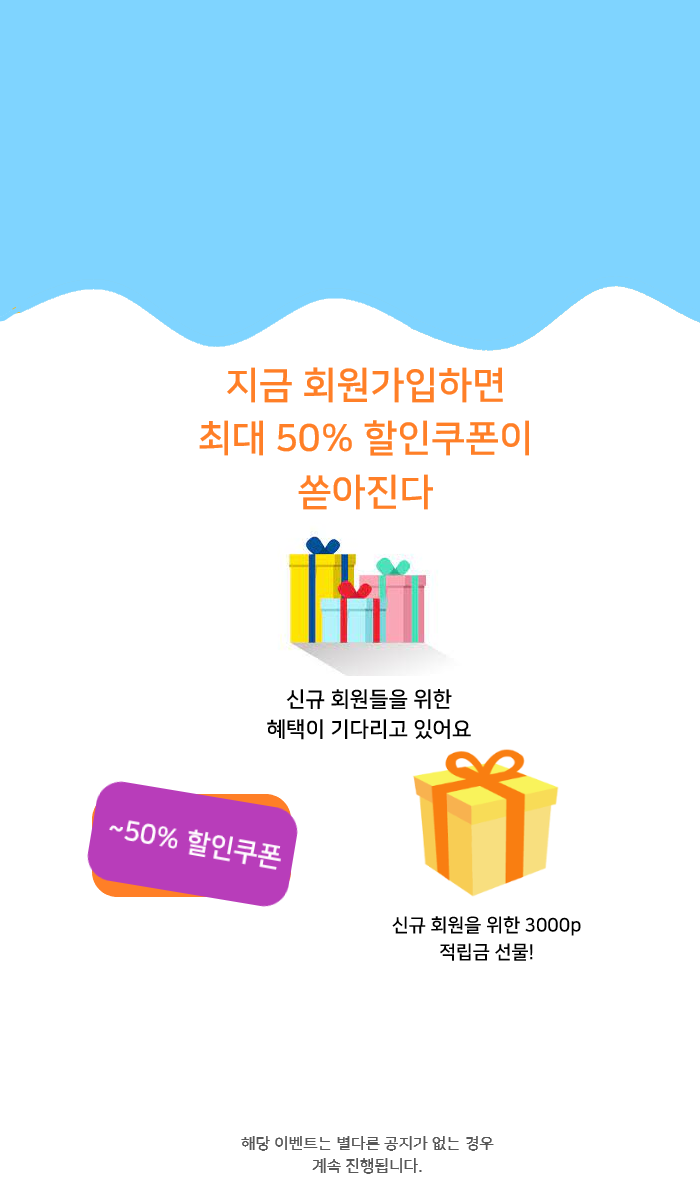 지금 회원가입하면
최대 50% 할인쿠폰이
쏟아진다
신규 회원들을 위한
혜택이 기다리고 있어요
~50% 할인쿠폰
신규 회원을 위한 3000p
적립금 선물!
해당 이벤트는 별다른 공지가 없는 경우
계속 진행됩니다.